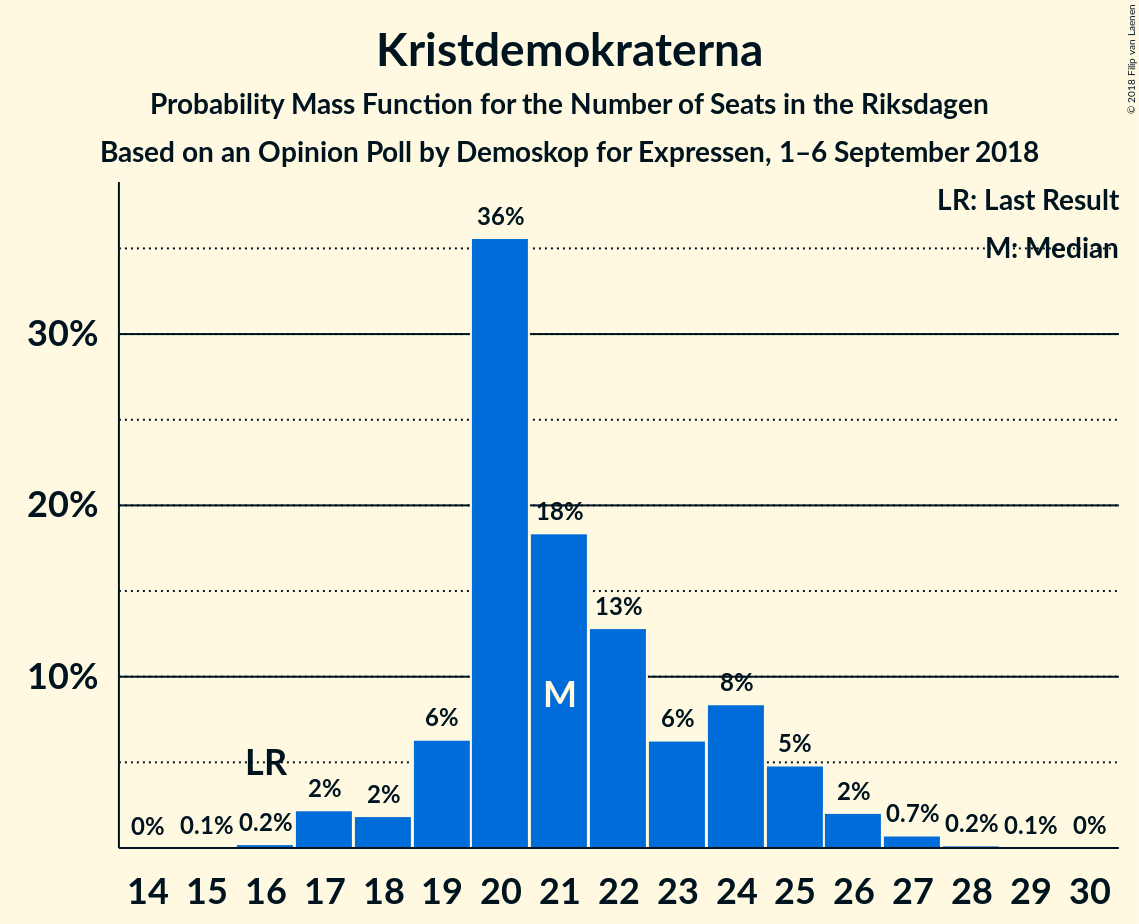 Kristdemokraterna
Probability Mass Function for the Number of Seats in the Riksdagen
Based on an Opinion Poll by Demoskop for Expressen, 1–6 September 2018
© 2018 Filip van Laenen
LR: Last Result
M: Median
36%
30%
20%
18%
13%
10%
M
8%
6%
6%
5%
LR
2%
2%
2%
0%
0.1%
0.2%
0.7%
0.2%
0.1%
0%
14 15 16 17 18 19 20 21 22 23 24 25 26 27 28 29 30